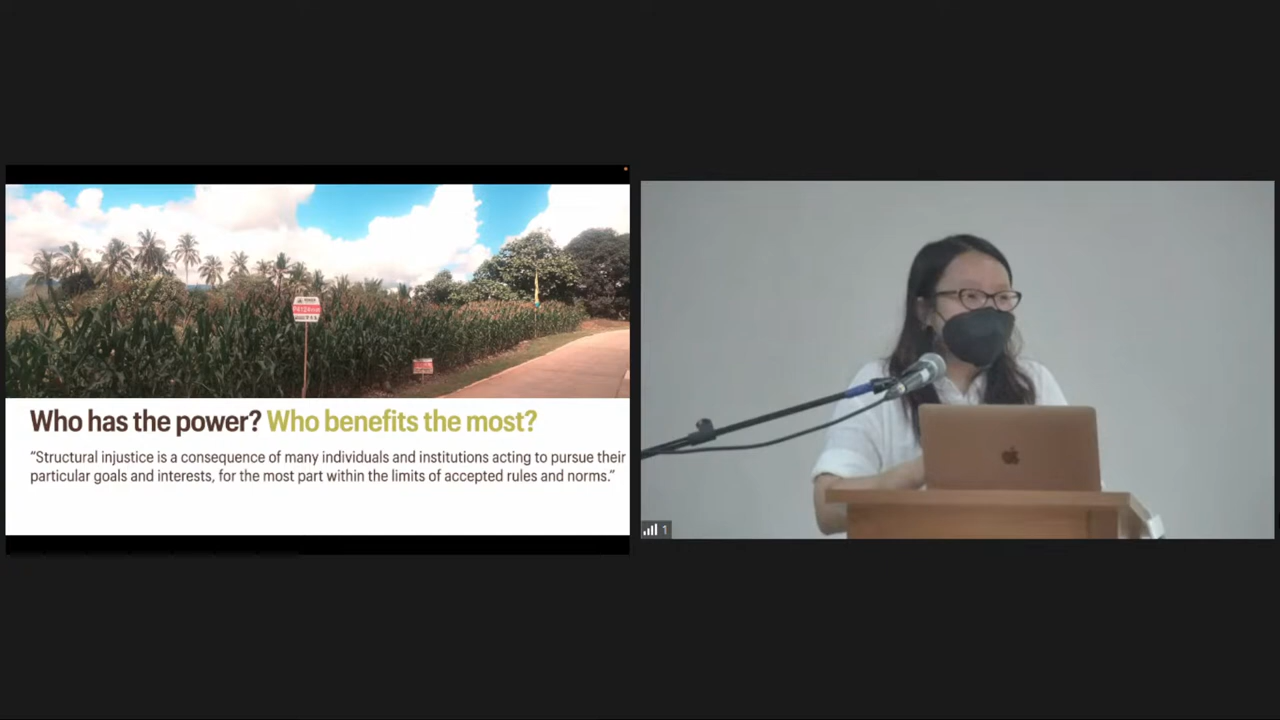 Who has the power? Who benefits the most?
“Structural injustice is a consequence of many individuals and institutions acting to pursue their
particular goals and interests, for the most part within the limits of accepted rules and norms.”
1